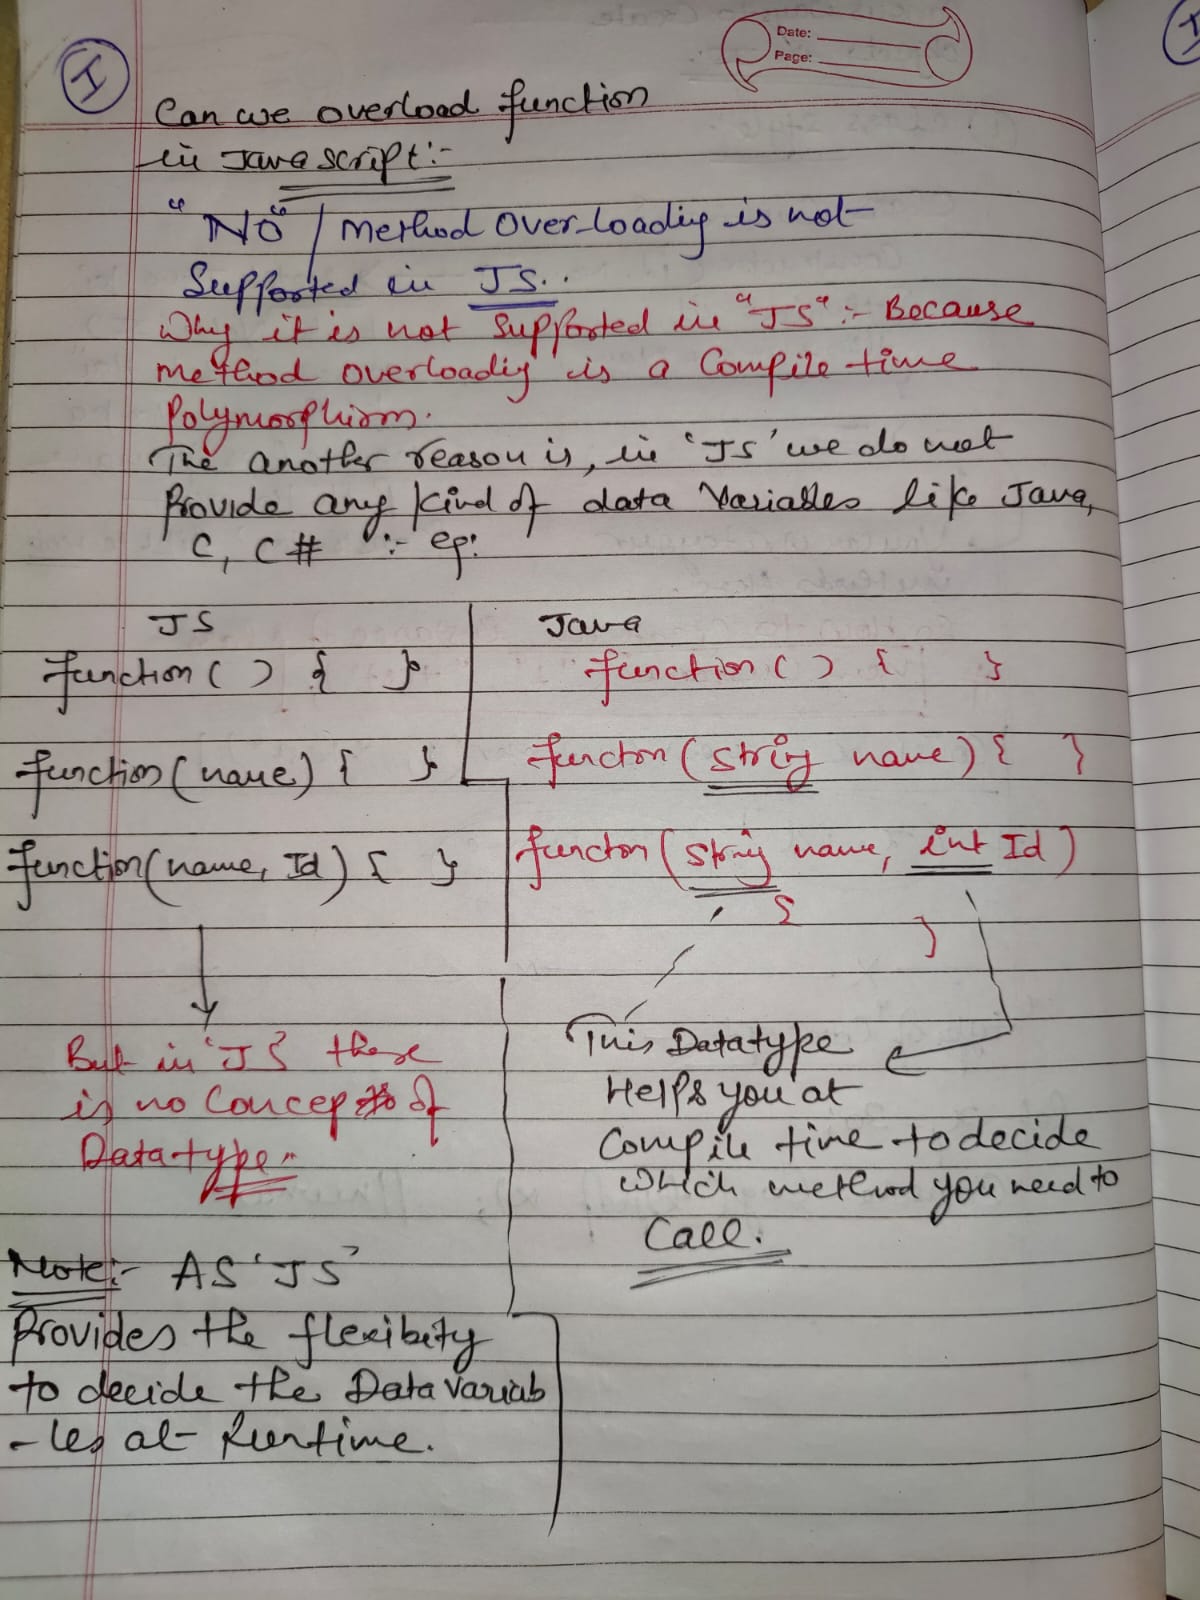 I
Date:
Page:
Can we overload function
in Javascript:-
"NO" / method over-loading is not
Supported in JS..
Why it is not Supported in "JS" :- Because
method overloading is a Compile time
Polymorphism.
The another reason is, in 'JS' we do not
Provide any kind of data Variables like Java,
C, C# :- eg:
JS
function ( ) { }
function (name) { }
function (name, Id) { }
But in 'JS' there
is no Concept of
Datatype"
Note:- AS 'JS'
Provides the flexibity
to decide the Data variab
-les at Runtime.
Java
function ( ) { }
functon (string name) { }
functon (string name, int Id)
{
}
This Datatype
Helps you at
Compile time to decide
which method you need to
Call.